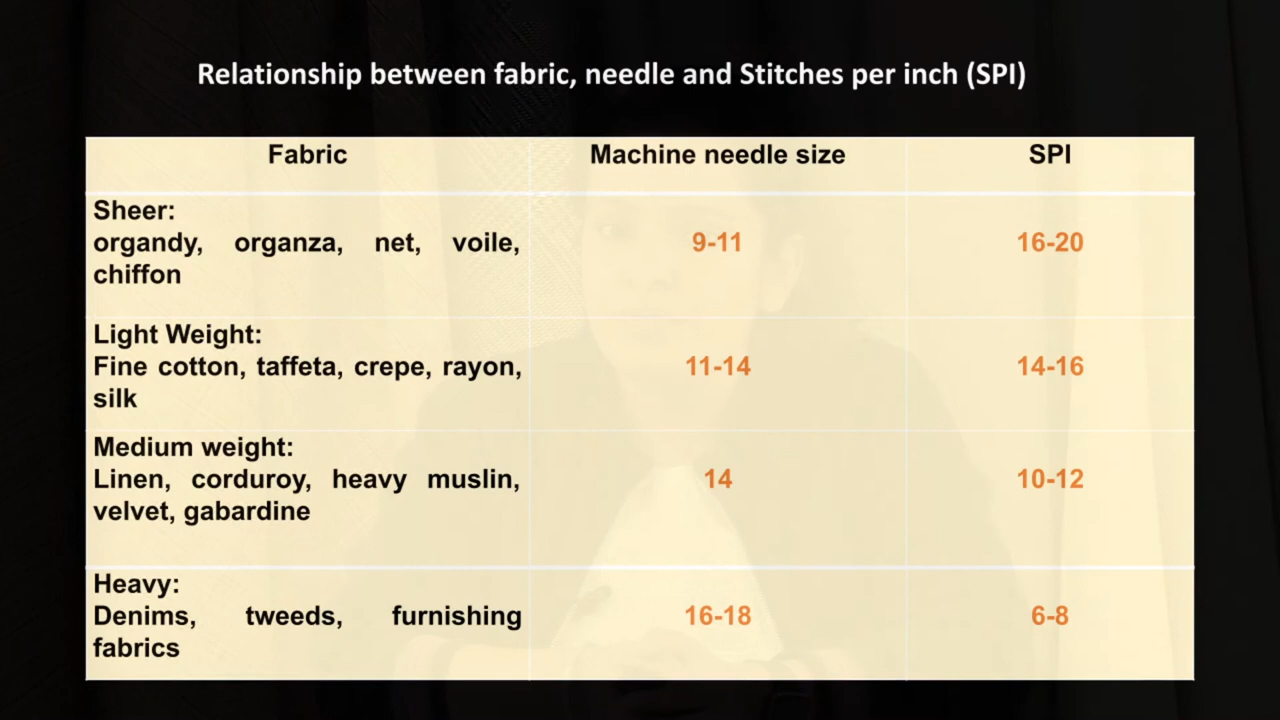 Relationship between fabric, needle and Stitches per inch (SPI)
Fabric Machine needle size SPI
Sheer:
organdy, organza, net, voile, 9-11 16-20
chiffon
Light Weight:
Fine cotton, taffeta, crepe, rayon, 11-14 14-16
silk
Medium weight:
Linen, corduroy, heavy muslin, 14 10-12
velvet, gabardine
Heavy:
Denims, tweeds, furnishing 16-18 6-8
fabrics